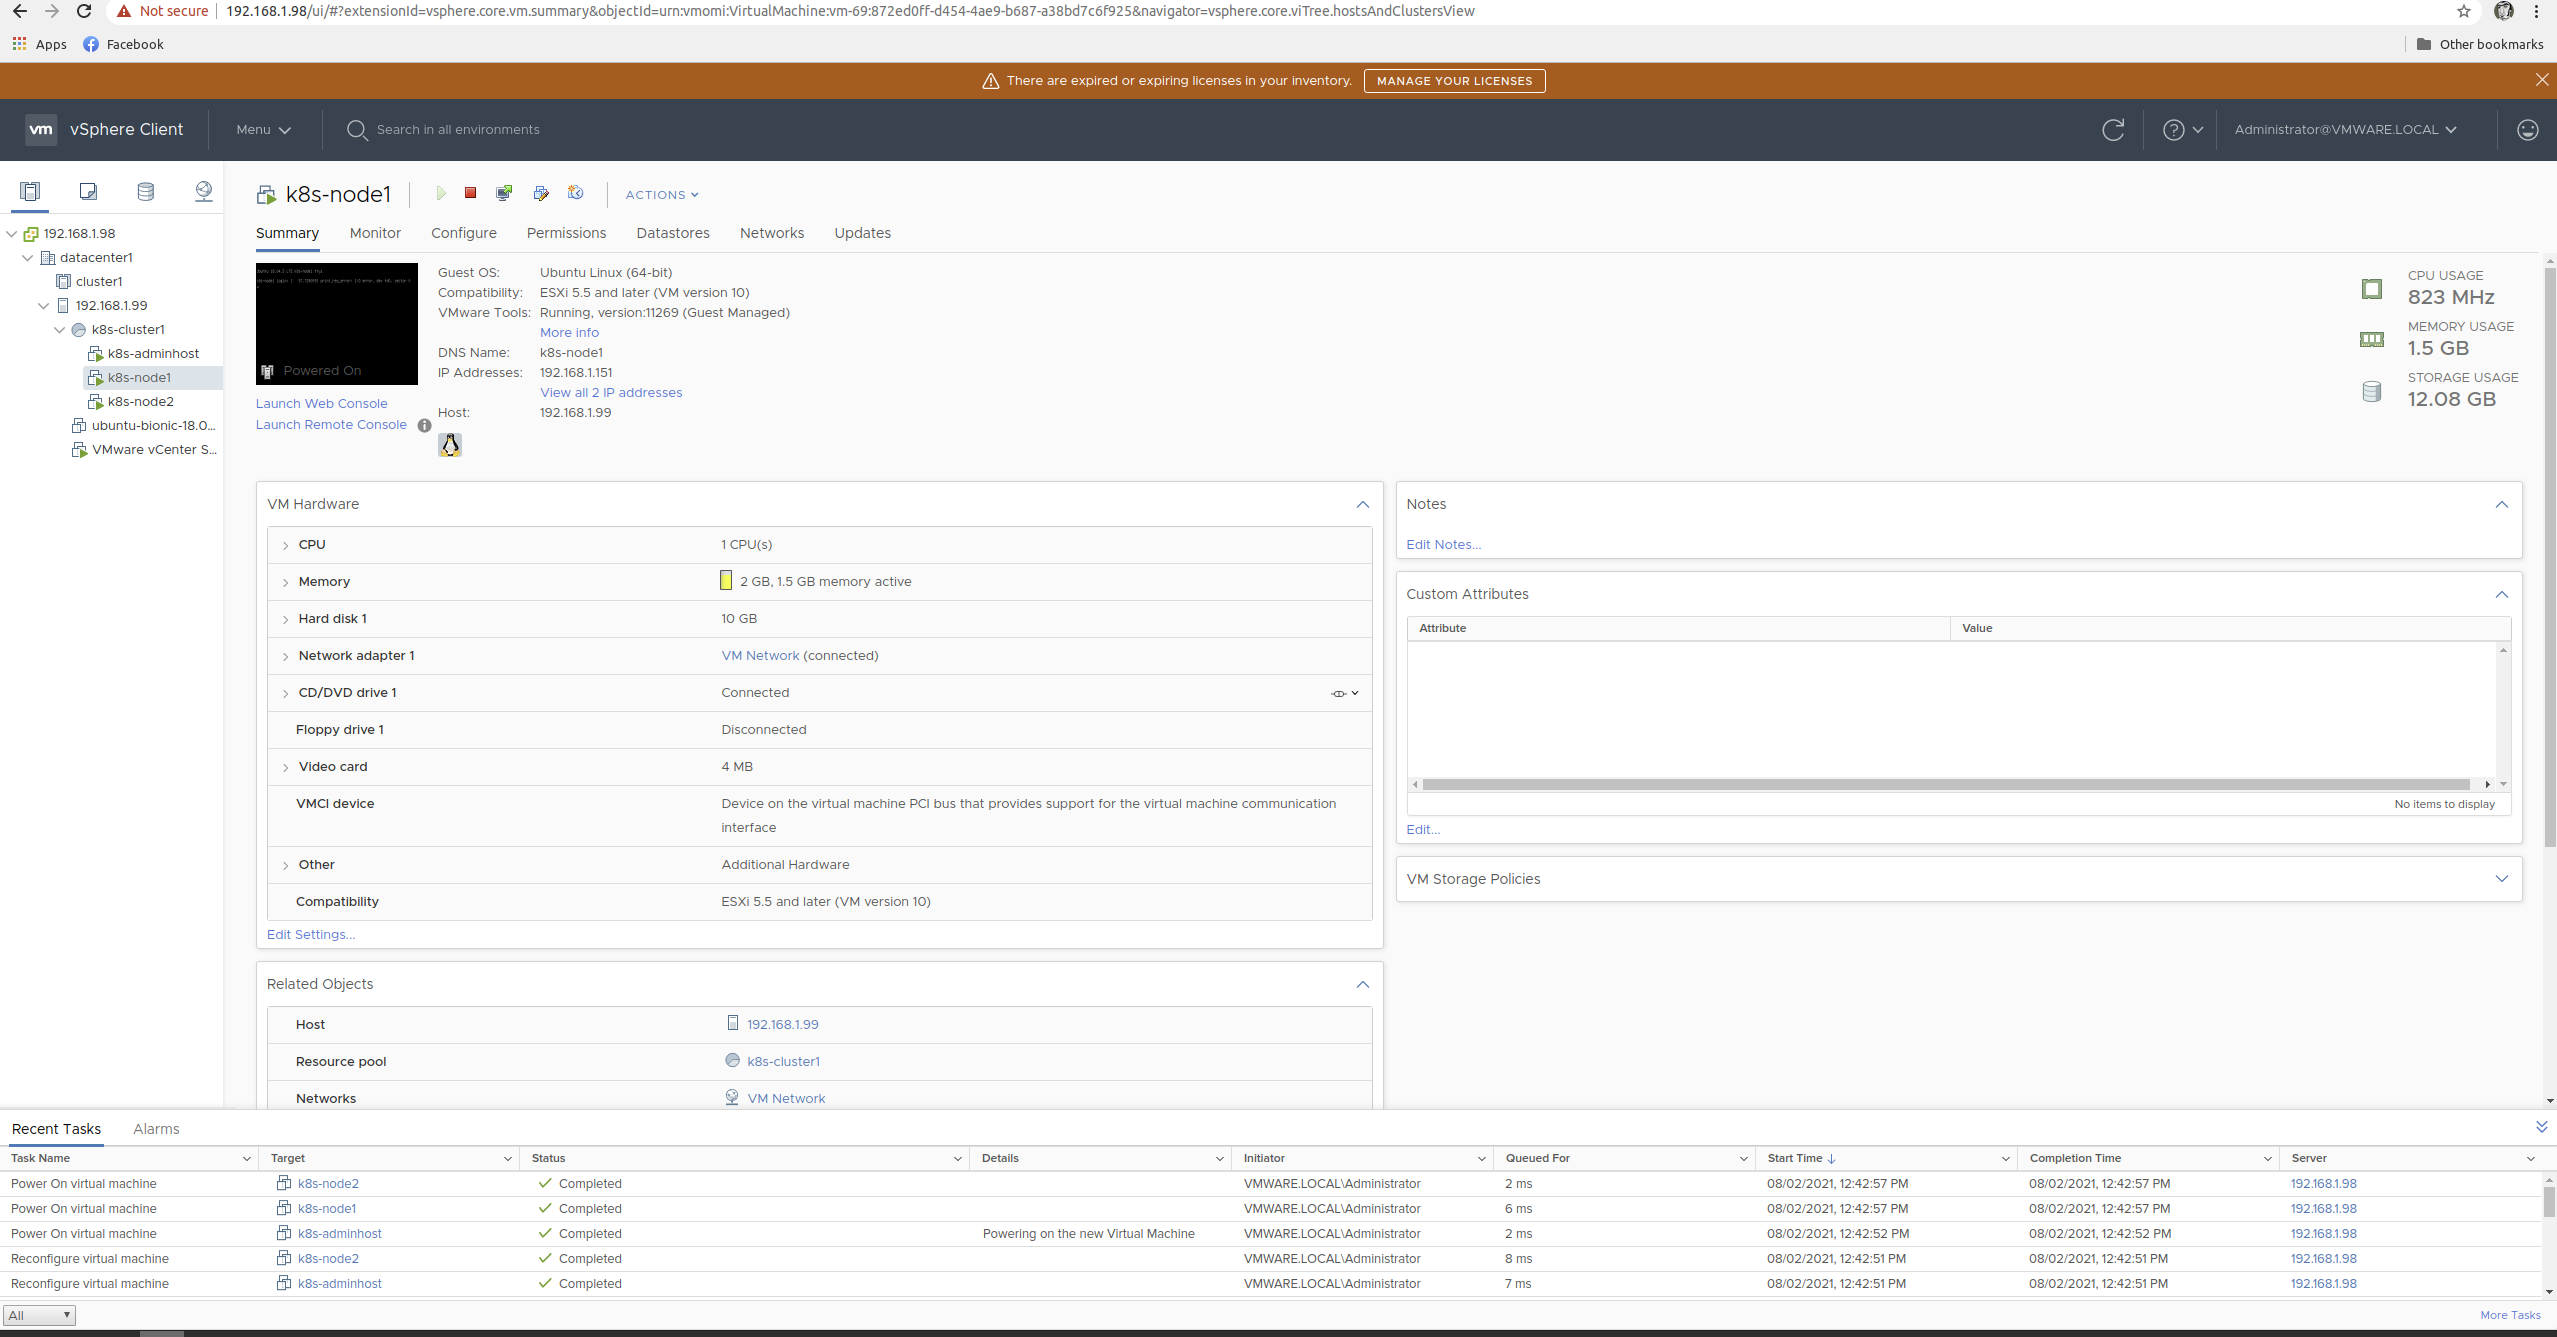 Not secure | 192.168.1.98/ui/#?extensionId=vsphere.core.vm.summary&objectId=urn:vmomi:VirtualMachine:vm-69:872ed0ff-d454-4ae9-b687-a38bd7c6f925&navigator=vsphere.core.viTree.hostsAndClustersView
Apps Facebook Other bookmarks
There are expired or expiring licenses in your inventory. MANAGE YOUR LICENSES
vm vSphere Client Menu Search in all environments Administrator@VMWARE.LOCAL
192.168.1.98
datacenter1
cluster1
192.168.1.99
k8s-cluster1
k8s-adminhost
k8s-node1
k8s-node2
ubuntu-bionic-18.0...
VMware vCenter S...
k8s-node1 ACTIONS
Summary Monitor Configure Permissions Datastores Networks Updates
Powered On
Launch Web Console
Launch Remote Console
Guest OS: Ubuntu Linux (64-bit)
Compatibility: ESXi 5.5 and later (VM version 10)
VMware Tools: Running, version:11269 (Guest Managed)
More info
DNS Name: k8s-node1
IP Addresses: 192.168.1.151
View all 2 IP addresses
Host: 192.168.1.99
CPU USAGE
823 MHz
MEMORY USAGE
1.5 GB
STORAGE USAGE
12.08 GB
VM Hardware
CPU 1 CPU(s)
Memory 2 GB, 1.5 GB memory active
Hard disk 1 10 GB
Network adapter 1 VM Network (connected)
CD/DVD drive 1 Connected
Floppy drive 1 Disconnected
Video card 4 MB
VMCI device Device on the virtual machine PCI bus that provides support for the virtual machine communication
interface
Other Additional Hardware
Compatibility ESXi 5.5 and later (VM version 10)
Edit Settings...
Related Objects
Host 192.168.1.99
Resource pool k8s-cluster1
Networks VM Network
Notes
Edit Notes...
Custom Attributes
Attribute Value
No items to display
Edit...
VM Storage Policies
Recent Tasks Alarms
Task Name Target Status Details Initiator Queued For Start Time Completion Time Server
Power On virtual machine k8s-node2 Completed VMWARE.LOCAL\Administrator 2 ms 08/02/2021, 12:42:57 PM 08/02/2021, 12:42:57 PM 192.168.1.98
Power On virtual machine k8s-node1 Completed VMWARE.LOCAL\Administrator 6 ms 08/02/2021, 12:42:57 PM 08/02/2021, 12:42:57 PM 192.168.1.98
Power On virtual machine k8s-adminhost Completed Powering on the new Virtual Machine VMWARE.LOCAL\Administrator 2 ms 08/02/2021, 12:42:52 PM 08/02/2021, 12:42:52 PM 192.168.1.98
Reconfigure virtual machine k8s-node2 Completed VMWARE.LOCAL\Administrator 8 ms 08/02/2021, 12:42:51 PM 08/02/2021, 12:42:51 PM 192.168.1.98
Reconfigure virtual machine k8s-adminhost Completed VMWARE.LOCAL\Administrator 7 ms 08/02/2021, 12:42:51 PM 08/02/2021, 12:42:51 PM 192.168.1.98
All More Tasks